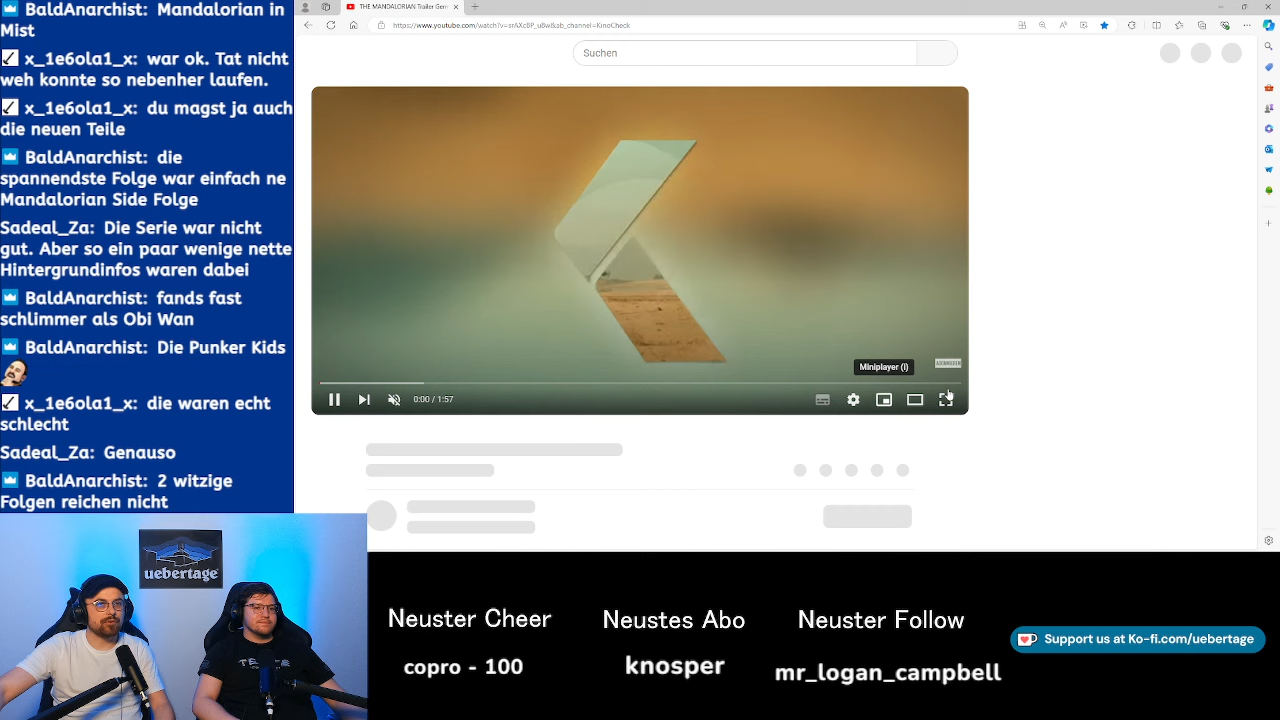 BaldAnarchist: Mandalorian in
Mist
x_1e6ola1_x: war ok. Tat nicht
weh konnte so nebenher laufen.
x_1e6ola1_x: du magst ja auch
die neuen Teile
BaldAnarchist: die
spannendste Folge war einfach ne
Mandalorian Side Folge
Sadeal_Za: Die Serie war nicht
gut. Aber so ein paar wenige nette
Hintergrundinfos waren dabei
BaldAnarchist: fands fast
schlimmer als Obi Wan
BaldAnarchist: Die Punker Kids
x_1e6ola1_x: die waren echt
schlecht
Sadeal_Za: Genauso
BaldAnarchist: 2 witzige
Folgen reichen nicht
THE MANDALORIAN Trailer Ger
Suchen
Miniplayer (I)
0:00 / 1:57
uebertage
Neuster Cheer
copro - 100
Neustes Abo
knosper
Neuster Follow
mr_logan_campbell
Support us at Ko-fi.com/uebertage